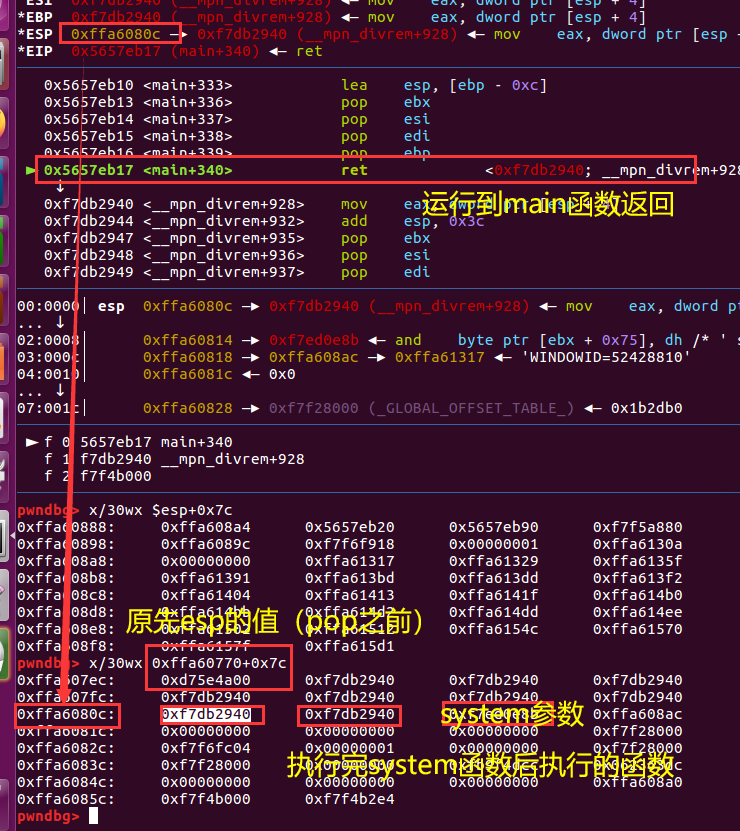 ESI 0xf7db2940 (__mpn_divrem+928) ◂— mov eax, dword ptr [esp + 4]
*EBP 0xf7db2940 (__mpn_divrem+928) ◂— mov eax, dword ptr [esp + 4]
*ESP 0xffa6080c —▸ 0xf7db2940 (__mpn_divrem+928) ◂— mov eax, dword ptr [esp
*EIP 0x5657eb17 (main+340) ◂— ret
0x5657eb10 <main+333> lea esp, [ebp - 0xc]
0x5657eb13 <main+336> pop ebx
0x5657eb14 <main+337> pop esi
0x5657eb15 <main+338> pop edi
0x5657eb16 <main+339> pop ebp
► 0x5657eb17 <main+340> ret <0xf7db2940; __mpn_divrem+928
↓
运行到main函数返回
0xf7db2940 <__mpn_divrem+928> mov eax, dword ptr [esp
0xf7db2944 <__mpn_divrem+932> add esp, 0x3c
0xf7db2947 <__mpn_divrem+935> pop ebx
0xf7db2948 <__mpn_divrem+936> pop esi
0xf7db2949 <__mpn_divrem+937> pop edi
00:0000│ esp 0xffa6080c —▸ 0xf7db2940 (__mpn_divrem+928) ◂— mov eax, dword pt
... ↓
02:0008│ 0xffa60814 —▸ 0xf7ed0e8b ◂— and byte ptr [ebx + 0x75], dh /* ' s
03:000c│ 0xffa60818 —▸ 0xffa608ac —▸ 0xffa61317 ◂— 'WINDOWID=52428810'
04:0010│ 0xffa6081c ◂— 0x0
... ↓
07:001c│ 0xffa60828 —▸ 0xf7f28000 (_GLOBAL_OFFSET_TABLE_) ◂— 0x1b2db0
► f 0 5657eb17 main+340
f 1 f7db2940 __mpn_divrem+928
f 2 f7f4b000
pwndbg> x/30wx $esp+0x7c
0xffa60888: 0xffa608a4 0x5657eb20 0x5657eb90 0xf7f5a880
0xffa60898: 0xffa6089c 0xf7f6f918 0x00000001 0xffa6130a
0xffa608a8: 0x00000000 0xffa61317 0xffa61329 0xffa6135f
0xffa608b8: 0xffa61391 0xffa613bd 0xffa613dd 0xffa613f2
0xffa608c8: 0xffa61404 0xffa61413 0xffa6141f 0xffa614b0
0xffa608d8: 0xffa614dd 0xffa614ee
原先esp的值（pop之前）
0xffa608e8: 0xffa6154c 0xffa61570
0xffa608f8: 0xffa6157f 0xffa615d1
pwndbg> x/30wx 0xffa60770+0x7c
0xffa607ec: 0xd75e4a00 0xf7db2940 0xf7db2940 0xf7db2940
0xffa607fc: 0xf7db2940 0xf7db2940 0xf7db2940 0xf7db2940
0xffa6080c: 0xf7db2940 0xf7db2940 0xffa608ac
system参数
0xffa6081c: 0x00000000 0x00000000 0x00000000 0xf7f28000
0xffa6082c: 0xf7f6fc04 0x00000001 0x00000000 0xf7f28000
0xffa6083c: 0xf7f28000 0x00000000
执行完system函数后执行的函数
0xffa6084c: 0x00000000 0x00000000 0x00000000 0xffa608a0
0xffa6085c: 0xf7f4b000 0xf7f4b2e4
pwndbg>